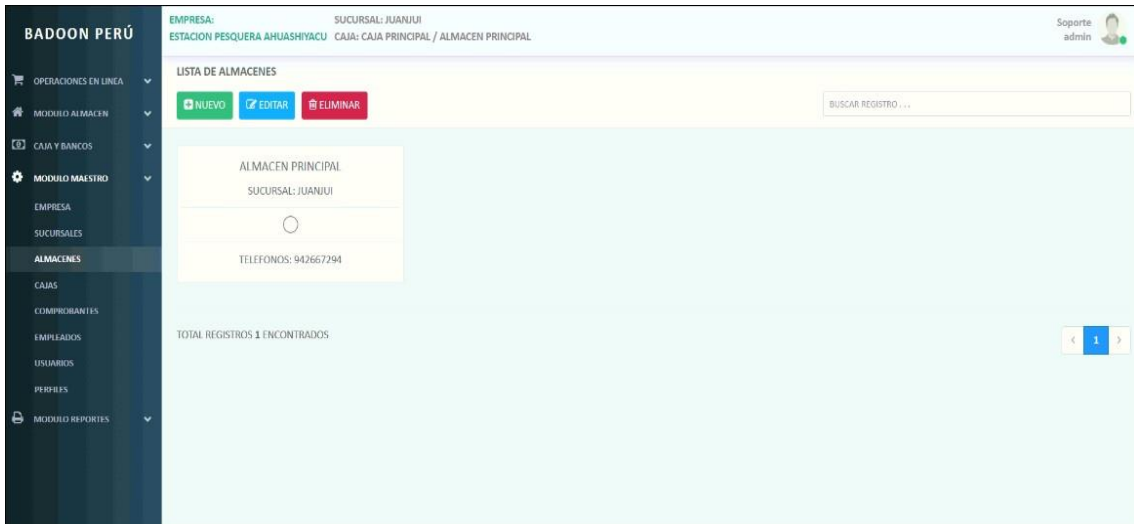 BADOON PERÚ
OPERACIONES EN LINEA
MODULO ALMACEN
CAJA Y BANCOS
MODULO MAESTRO
EMPRESA
SUCURSALES
ALMACENES
CAJAS
COMPROBANTES
EMPLEADOS
USUARIOS
PERFILES
MODULO REPORTES
EMPRESA: SUCURSAL: JUANJUI
ESTACION PESQUERA AHUASHIYACU CAJA: CAJA PRINCIPAL / ALMACEN PRINCIPAL
Soporte
admin
LISTA DE ALMACENES
NUEVO EDITAR ELIMINAR BUSCAR REGISTRO . . .
ALMACEN PRINCIPAL
SUCURSAL: JUANJUI
TELEFONOS: 942667294
TOTAL REGISTROS 1 ENCONTRADOS
< 1 >